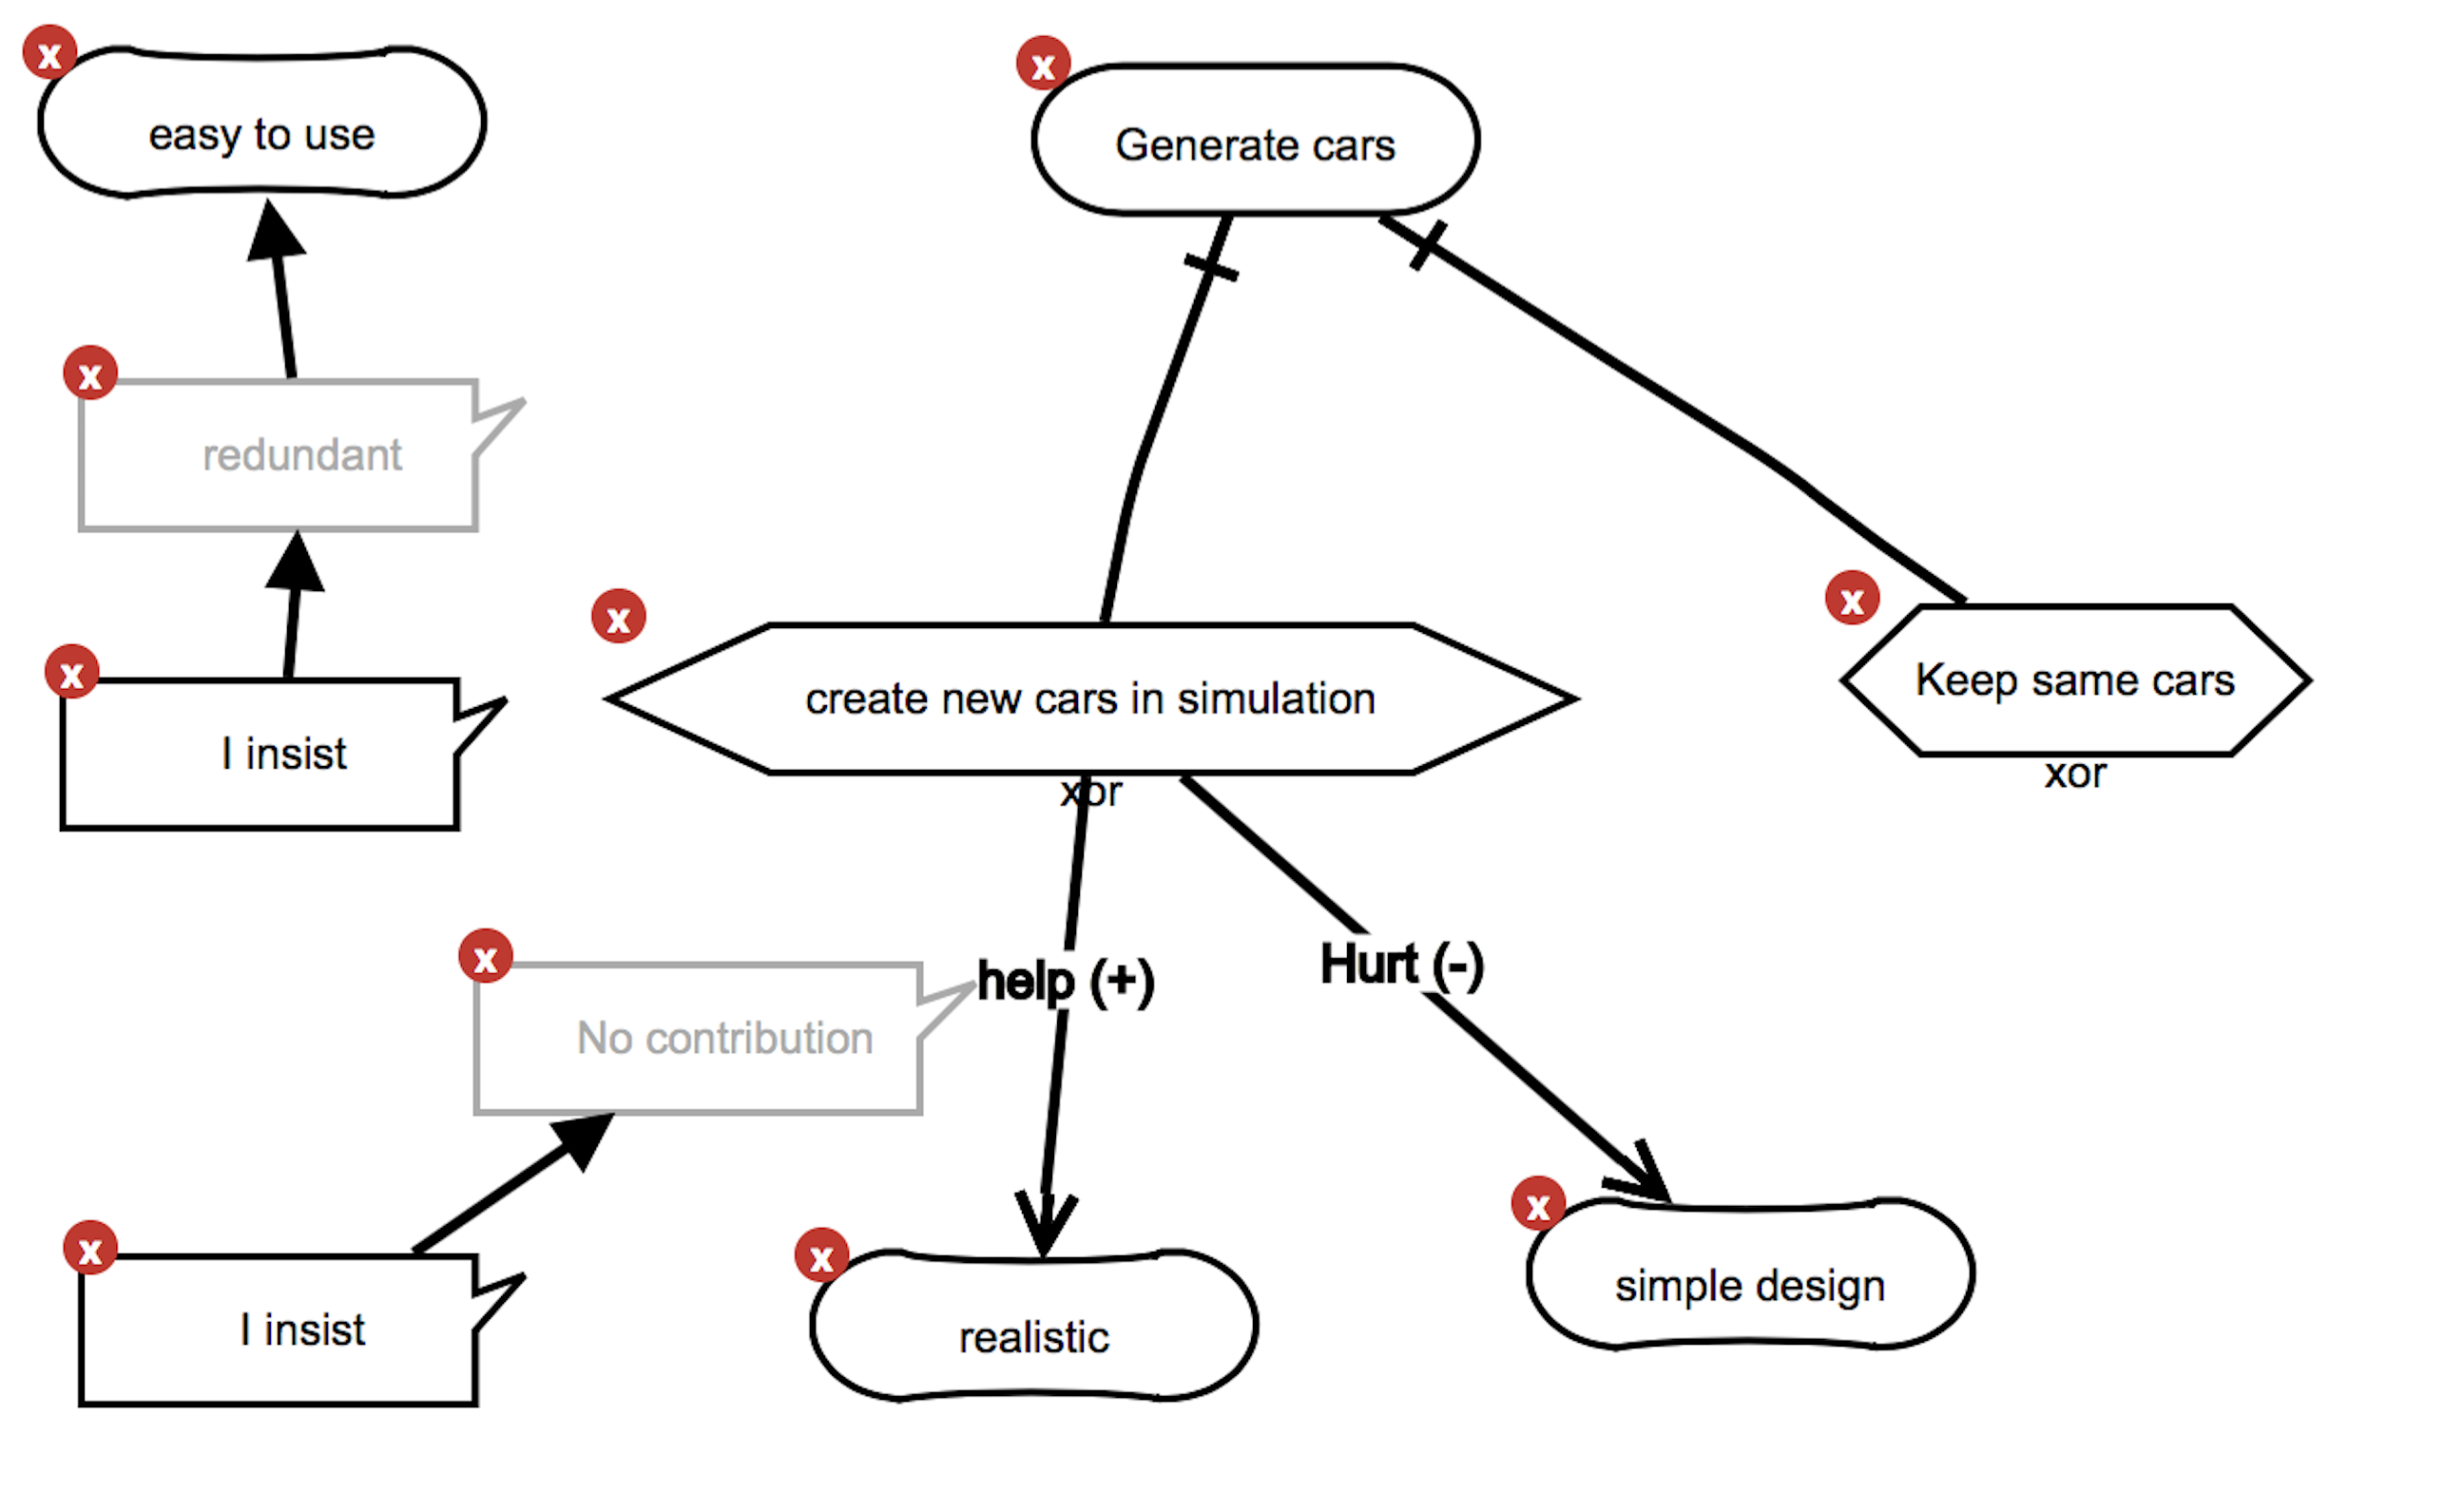 x
easy to use
x
Generate cars
x
redundant
x
I insist
x
create new cars in simulation
xor
x
Keep same cars
xor
x
No contribution
help (+)
Hurt (-)
x
I insist
x
realistic
x
simple design